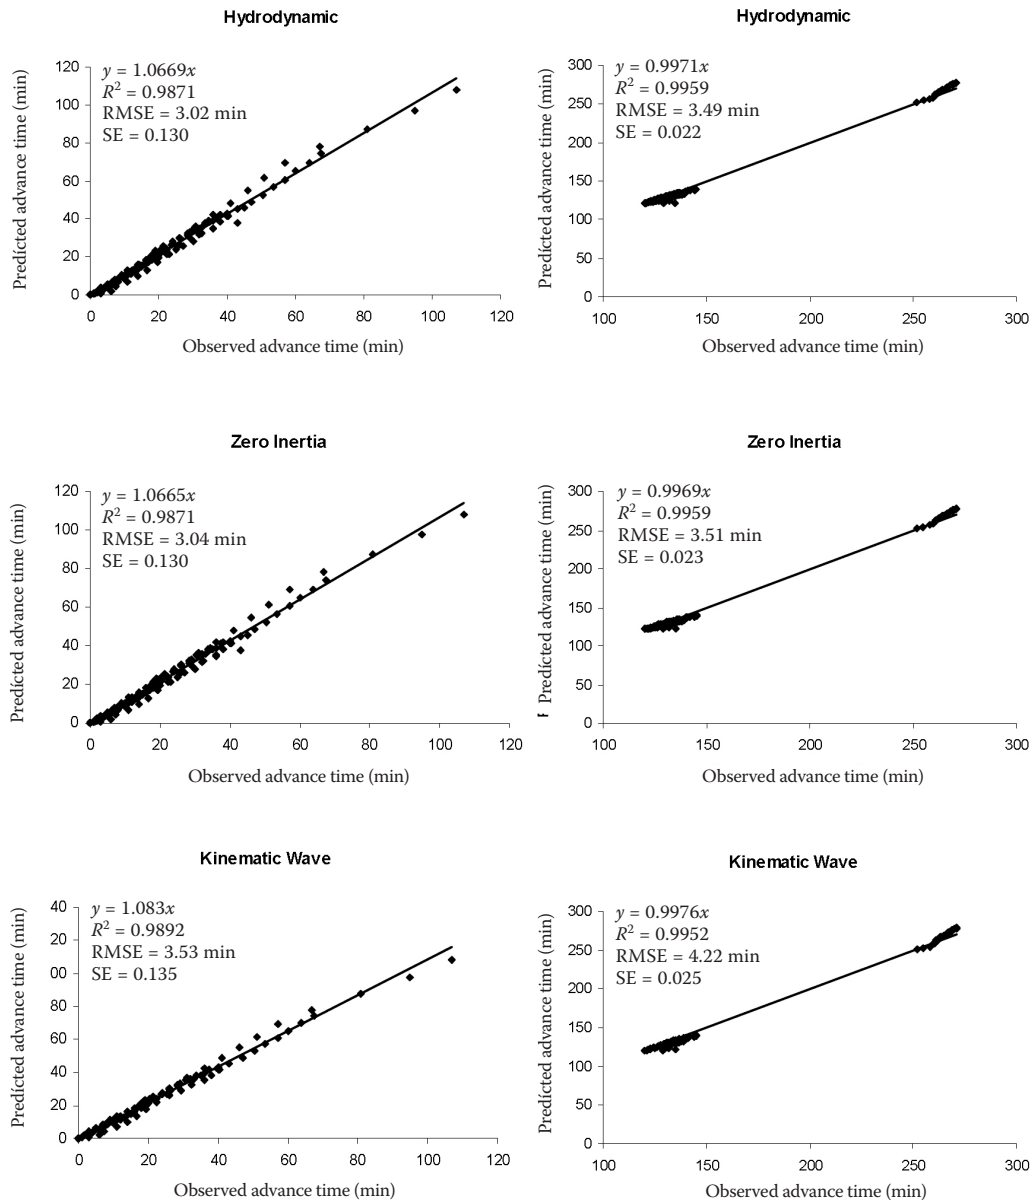 Hydrodynamic
y = 1.0669x
R² = 0.9871
RMSE = 3.02 min
SE = 0.130
Predicted advance time (min)
120
100
80
60
40
20
0
0 20 40 60 80 100 120
Observed advance time (min)
Hydrodynamic
y = 0.9971x
R² = 0.9959
RMSE = 3.49 min
SE = 0.022
Predicted advance time (min)
300
250
200
150
100
50
0
100 150 200 250 300
Observed advance time (min)
Zero Inertia
y = 1.0665x
R² = 0.9871
RMSE = 3.04 min
SE = 0.130
Predicted advance time (min)
120
100
80
60
40
20
0
0 20 40 60 80 100 120
Observed advance time (min)
Zero Inertia
y = 0.9969x
R² = 0.9959
RMSE = 3.51 min
SE = 0.023
Predicted advance time (min)
300
250
200
150
100
50
0
100 150 200 250 300
Observed advance time (min)
Kinematic Wave
y = 1.083x
R² = 0.9892
RMSE = 3.53 min
SE = 0.135
Predicted advance time (min)
40
20
00
80
60
40
20
0
0 20 40 60 80 100 120
Observed advance time (min)
Kinematic Wave
y = 0.9976x
R² = 0.9952
RMSE = 4.22 min
SE = 0.025
Predicted advance time (min)
300
250
200
150
100
50
0
100 150 200 250 300
Observed advance time (min)